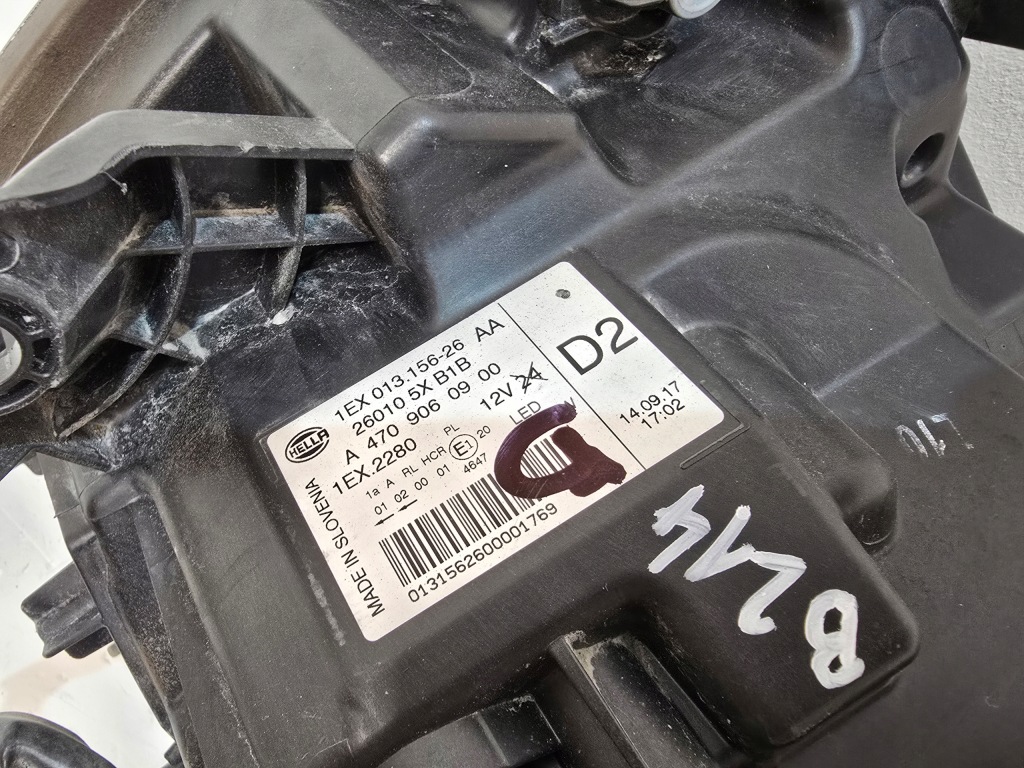 HELLA
1EX 013.156-26 AA
26010 5X B1B
A 470 906 09 00
1EX.2280
12V 24
LED
PL
1a A RL HCR E1 20
01 02 00 01 4647
MADE IN SLOVENIA
0131562600001769
D2
14.09.17
17:02
B 214